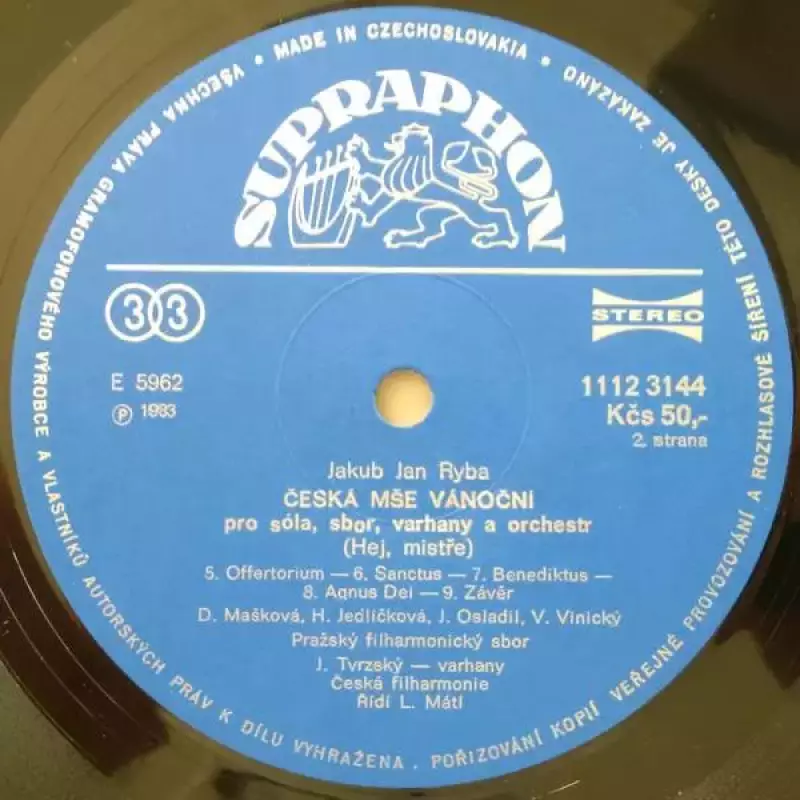 MADE IN CZECHOSLOVAKIA • VŠECHNA PRÁVA GRAMOFONOVÉHO VÝROBCE A VLASTNÍKŮ AUTORSKÝCH PRÁV K DÍLU VYHRAŽENA. POŘIZOVÁNÍ KOPIÍ VEŘEJNÉ PROVOZOVÁNÍ A ROZHLASOVÉ ŠÍŘENÍ TÉTO DESKY JE ZAKÁZÁNO •
SUPRAPHON
33
STEREO
E 5962
1112 3144
℗ 1983
Kčs 50,-
2. strana
Jakub Jan Ryba
ČESKÁ MŠE VÁNOČNÍ
pro sóla, sbor, varhany a orchestr
(Hej, mistře)
5. Offertorium — 6. Sanctus — 7. Benediktus —
8. Agnus Dei — 9. Závěr
D. Mašková, H. Jedličková, J. Osladil, V. Vinický
Pražský filharmonický sbor
J. Tvrzský — varhany
Česká filharmonie
Řídí L. Mátl